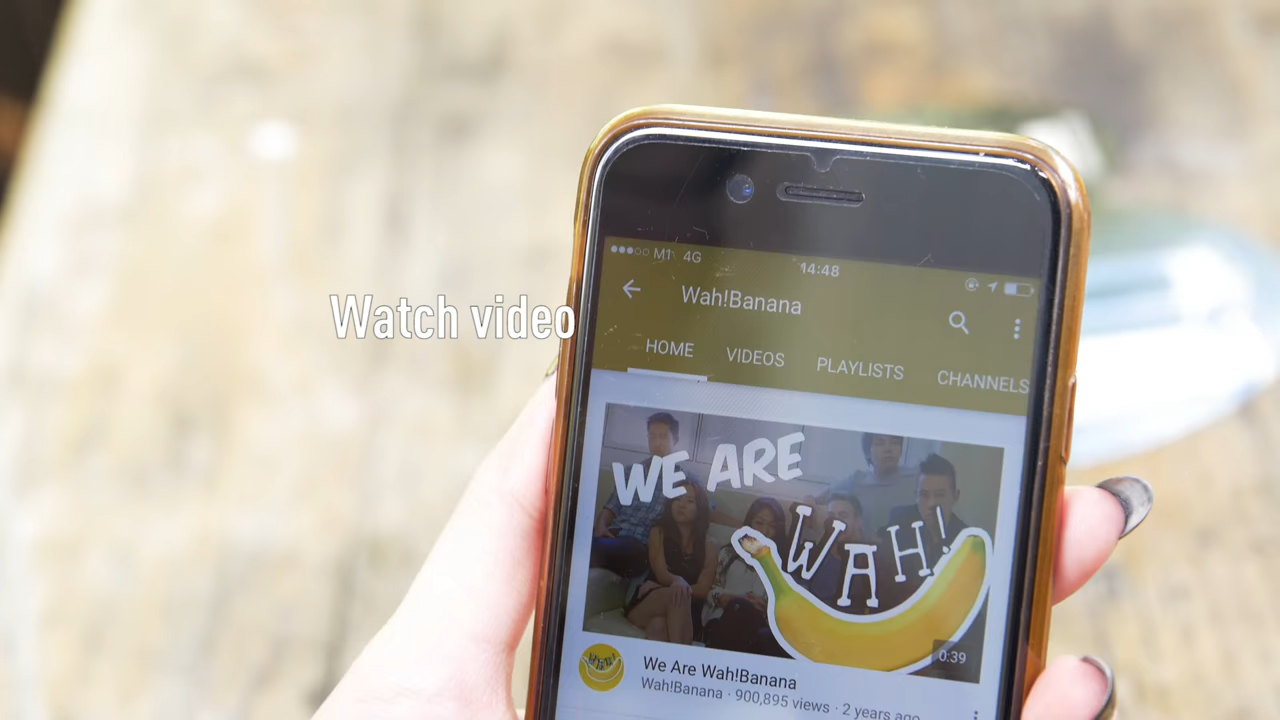 Watch video
M1 4G
14:48
Wah!Banana
HOME VIDEOS PLAYLISTS CHANNELS
WE ARE
WAH!
0:39
We Are Wah!Banana
Wah!Banana · 900,895 views · 2 years ago